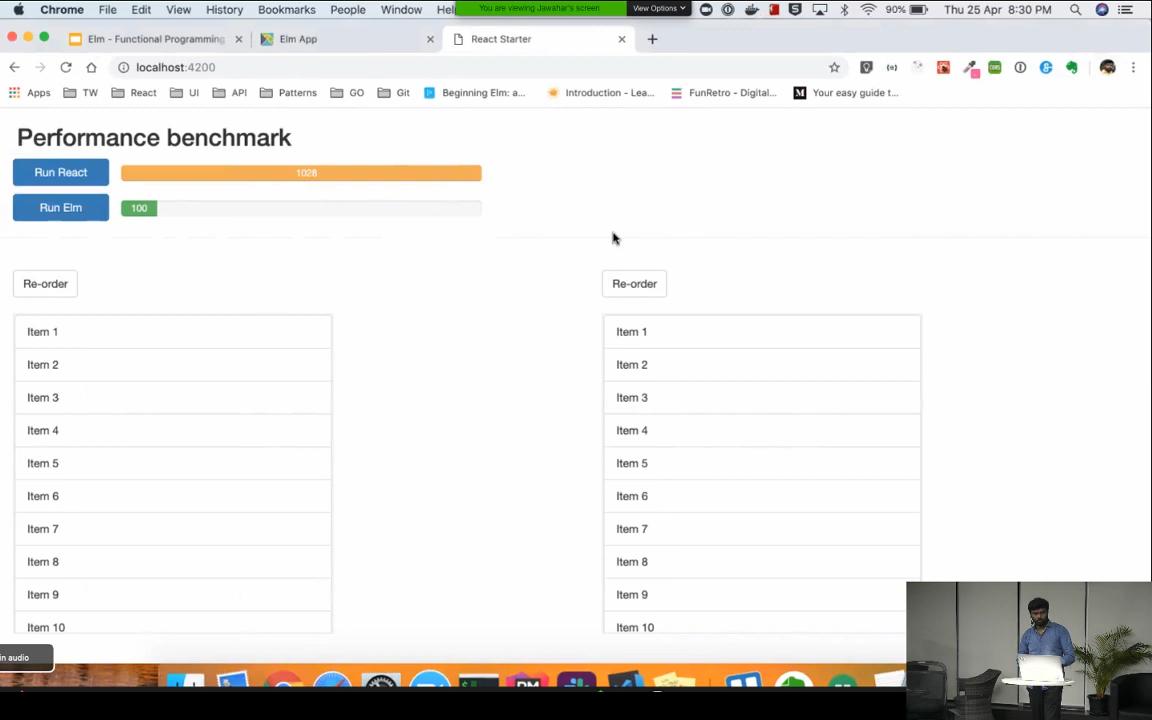 Chrome File Edit View History Bookmarks People Window Hel You are viewing Jawahar's screen View Options 90% Thu 25 Apr 8:30 PM
Elm - Functional Programming Elm App React Starter
localhost:4200
Apps TW React UI API Patterns GO Git Beginning Elm: a... Introduction - Lea... FunRetro - Digital... Your easy guide t...
Performance benchmark
Run React 1028
Run Elm 100
Re-order Re-order
Item 1 Item 1
Item 2 Item 2
Item 3 Item 3
Item 4 Item 4
Item 5 Item 5
Item 6 Item 6
Item 7 Item 7
Item 8 Item 8
Item 9 Item 9
Item 10 Item 10
in audio